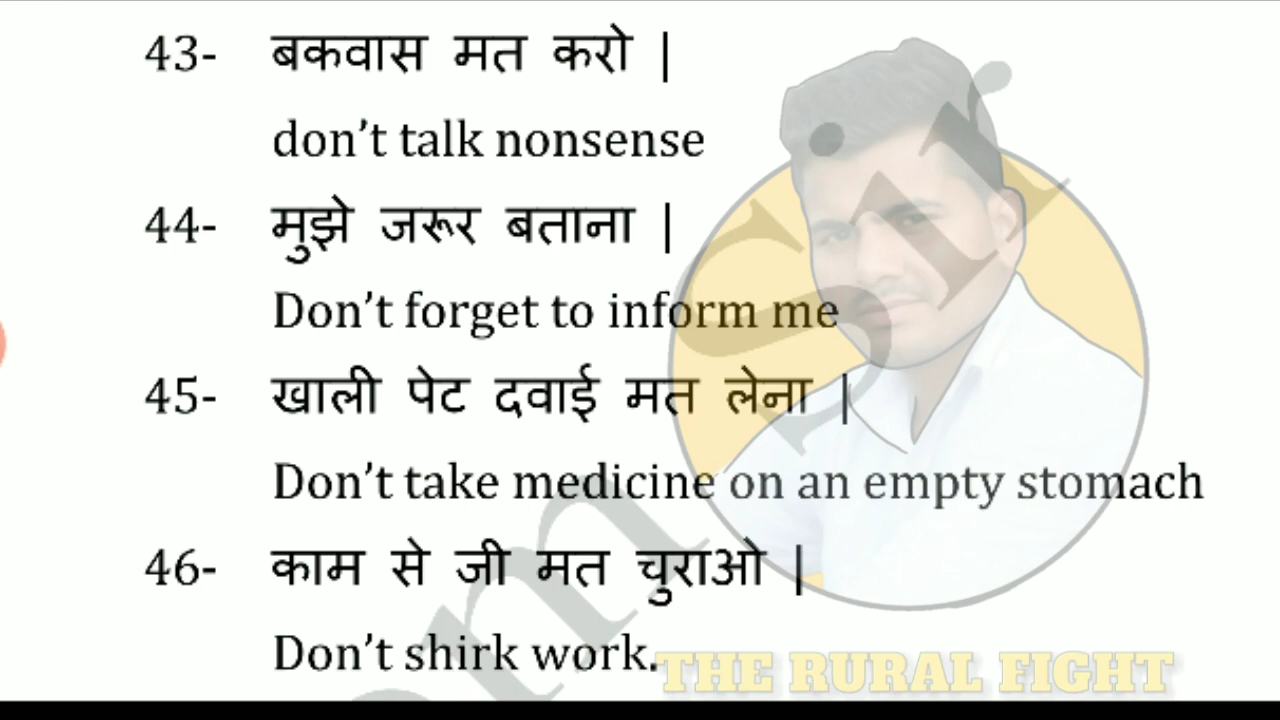 43- बकवास मत करो |
don't talk nonsense
44- मुझे जरूर बताना |
Don't forget to inform me
45- खाली पेट दवाई मत लेना |
Don't take medicine on an empty stomach
46- काम से जी मत चुराओ |
Don't shirk work.
THE RURAL FIGHT